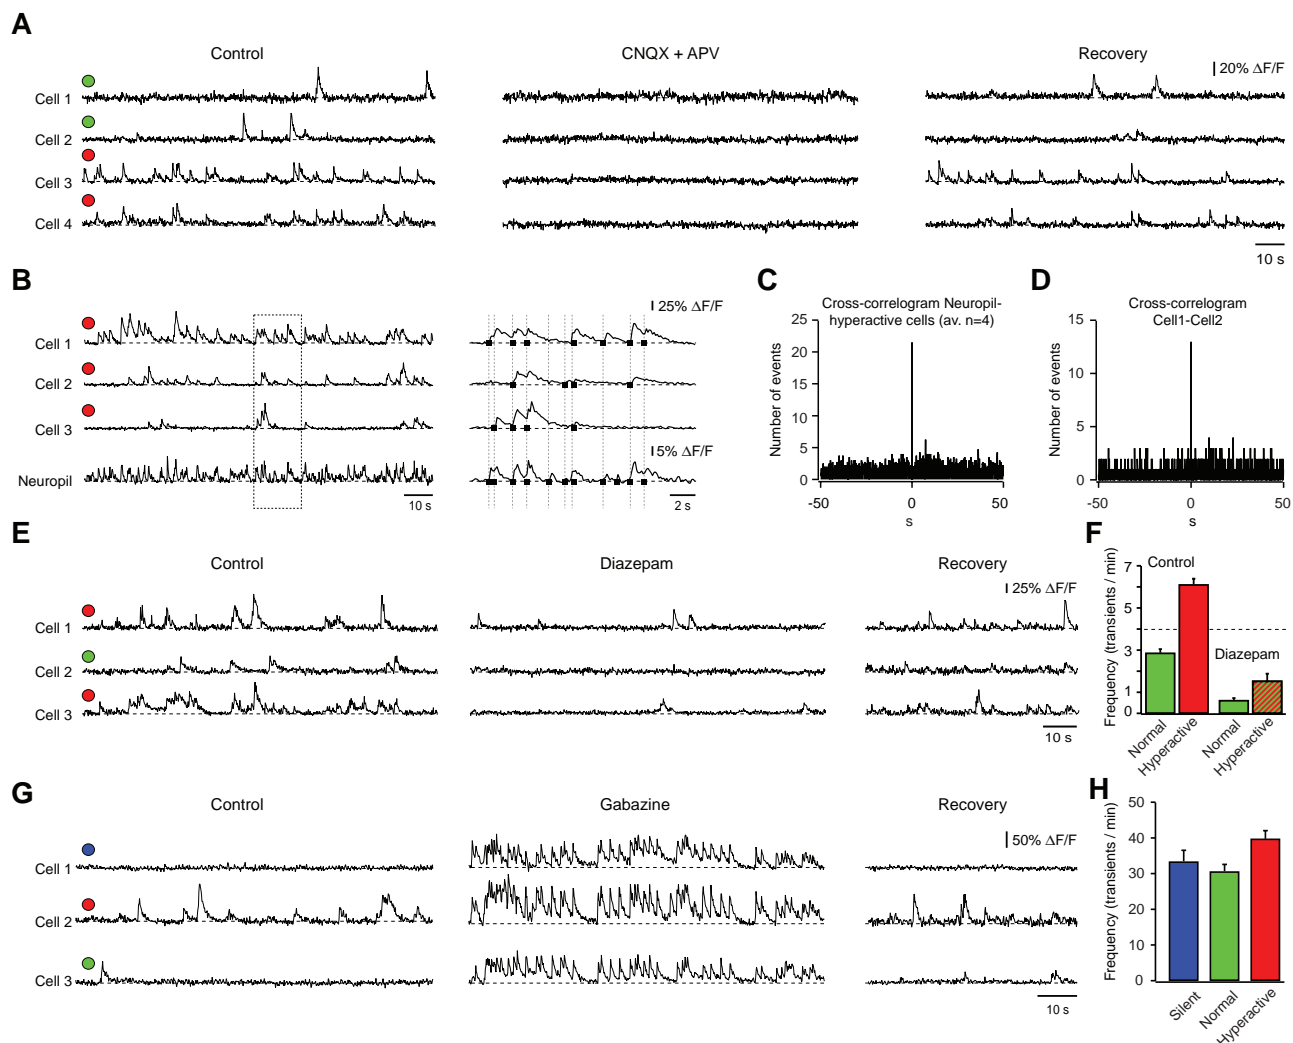 A
Control
CNQX + APV
Recovery
20% ΔF/F
Cell 1
Cell 2
Cell 3
Cell 4
10 s
B
25% ΔF/F
Cell 1
Cell 2
Cell 3
5% ΔF/F
Neuropil
10 s
2 s
C
Cross-correlogram Neuropil-
hyperactive cells (av. n=4)
Number of events
25
20
15
10
5
0
-50
0
50
s
D
Cross-correlogram
Cell1-Cell2
Number of events
15
10
5
0
-50
0
50
s
E
Control
Diazepam
Recovery
25% ΔF/F
Cell 1
Cell 2
Cell 3
10 s
F
Frequency (transients / min)
7
5
3
1
0
Control
Diazepam
Normal
Hyperactive
Normal
Hyperactive
G
Control
Gabazine
Recovery
50% ΔF/F
Cell 1
Cell 2
Cell 3
10 s
H
Frequency (transients / min)
50
40
30
20
10
0
Silent
Normal
Hyperactive